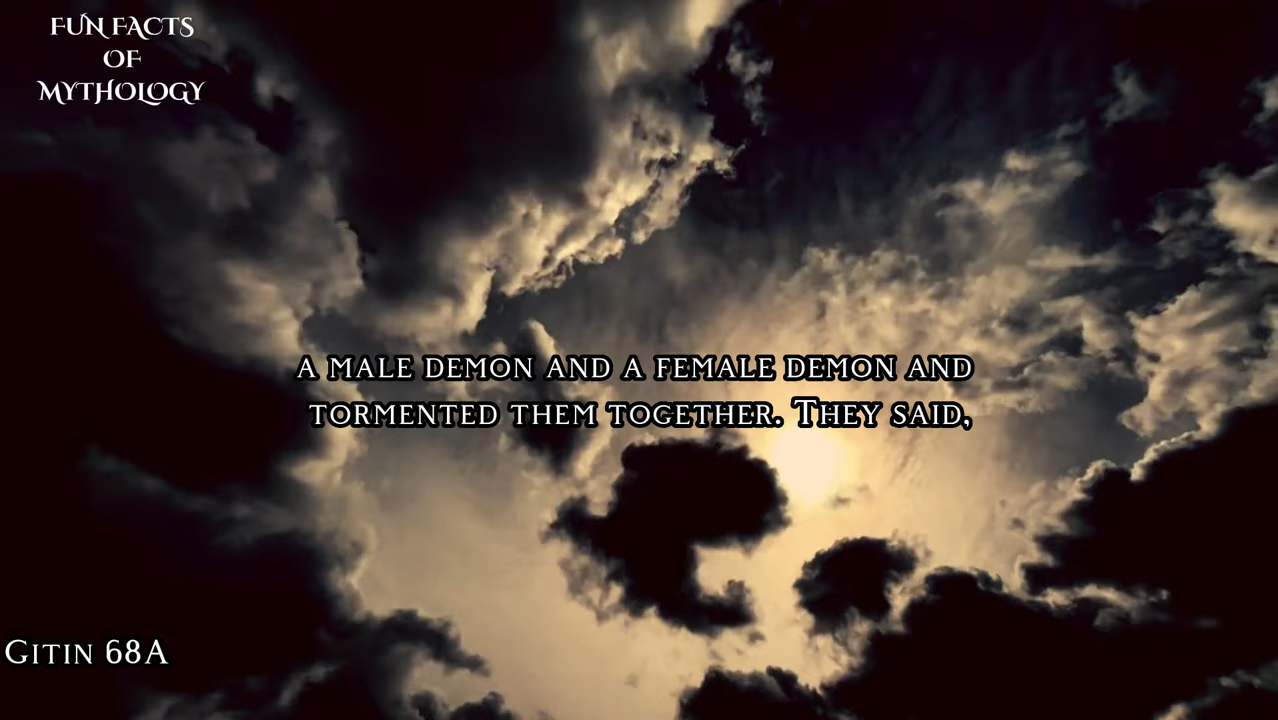 FUN FACTS
OF
MYTHOLOGY
A MALE DEMON AND A FEMALE DEMON AND
TORMENTED THEM TOGETHER. THEY SAID,
GITIN 68A